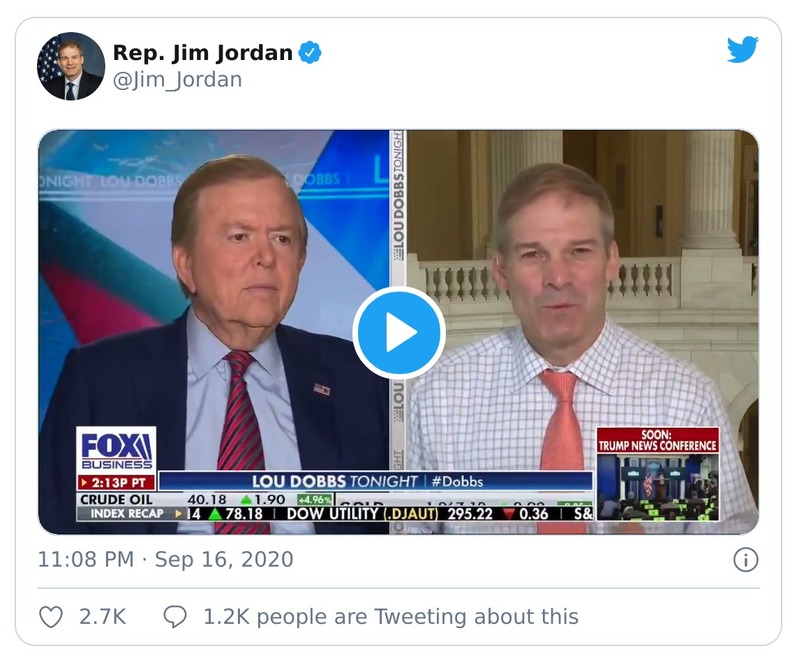 Rep. Jim Jordan
@Jim_Jordan
ONIGHT LOU DOBBS
DOBBS
L
LOU DOBBS TONIGHT
LOU
GHT
FOX
BUSINESS
2:13P PT
LOU DOBBS TONIGHT | #Dobbs
SOON:
TRUMP NEWS CONFERENCE
CRUDE OIL 40.18 1.90 +4.96%
INDEX RECAP 14 78.18 DOW UTILITY (.DJAUT) 295.22 0.36 S&
11:08 PM · Sep 16, 2020
2.7K 1.2K people are Tweeting about this